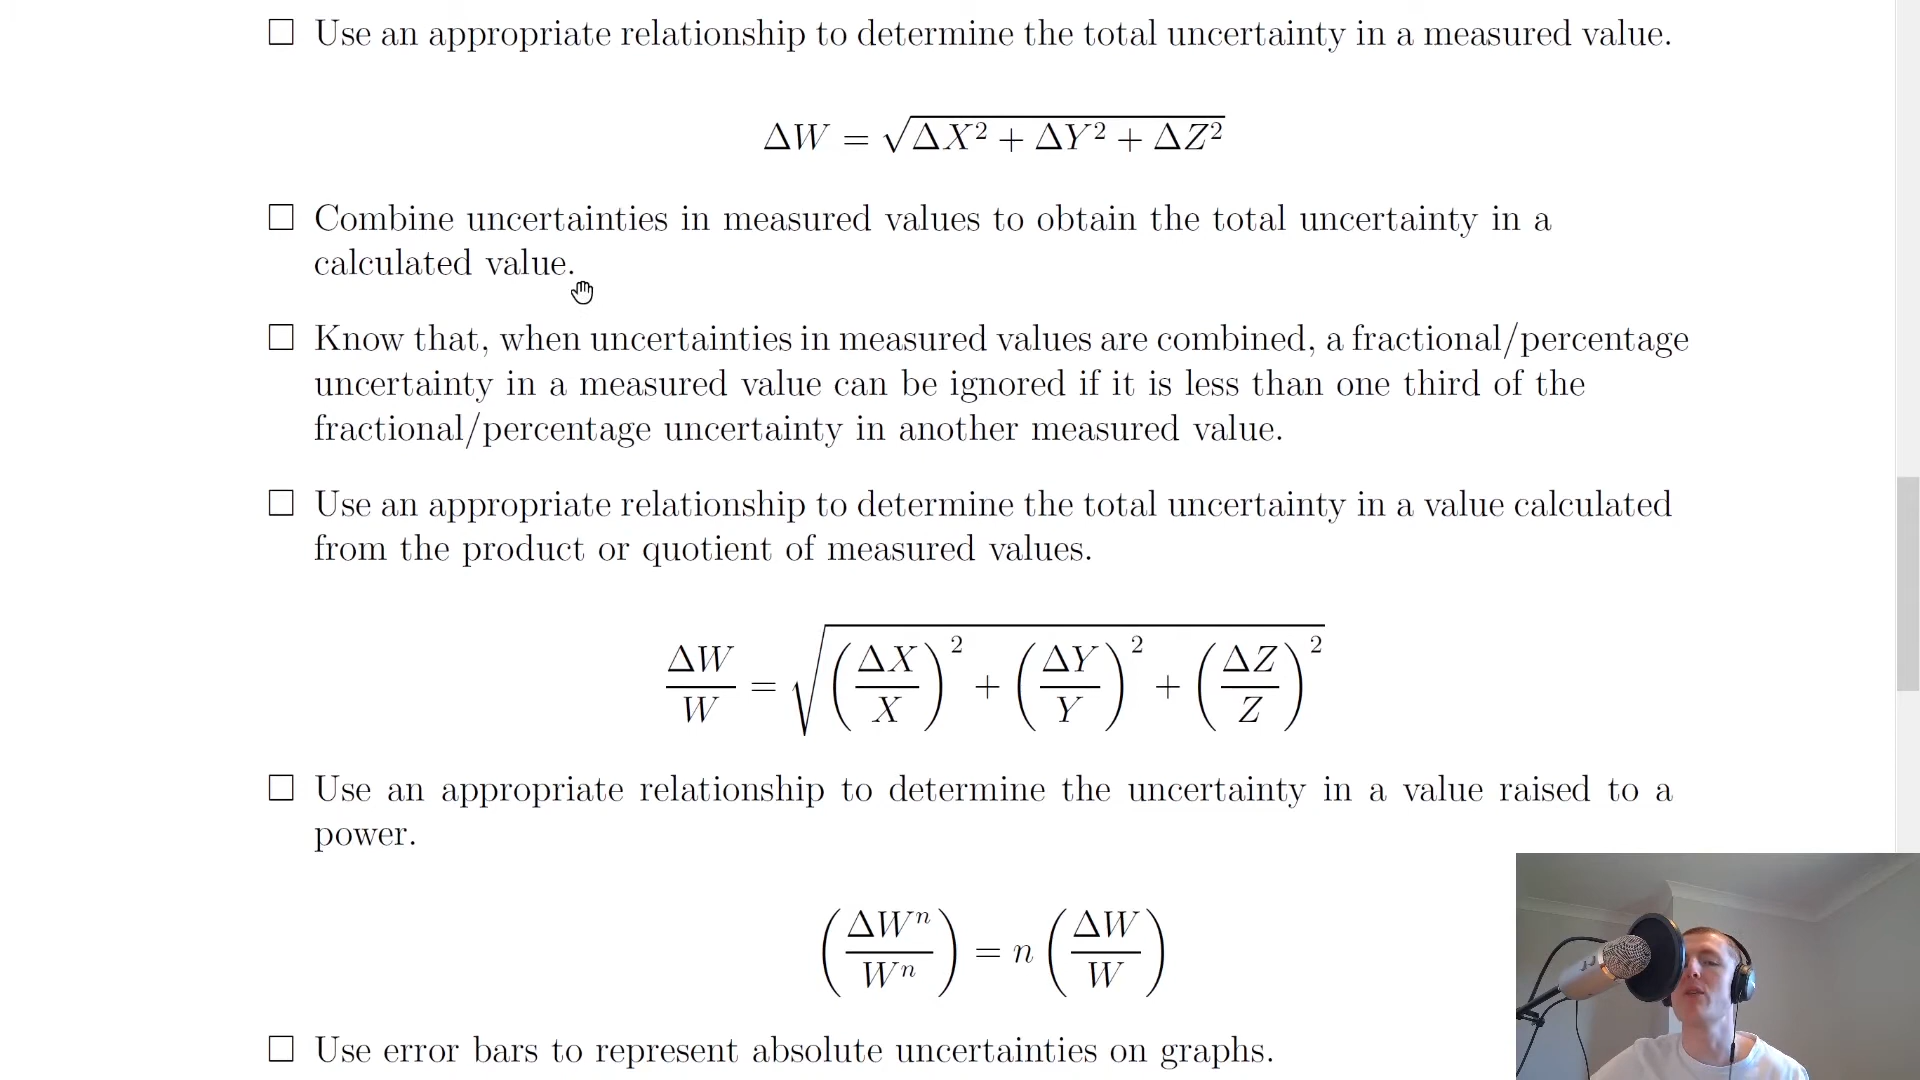 ☐ Use an appropriate relationship to determine the total uncertainty in a measured value.
ΔW = √(ΔX² + ΔY² + ΔZ²)
☐ Combine uncertainties in measured values to obtain the total uncertainty in a
calculated value.
☐ Know that, when uncertainties in measured values are combined, a fractional/percentage
uncertainty in a measured value can be ignored if it is less than one third of the
fractional/percentage uncertainty in another measured value.
☐ Use an appropriate relationship to determine the total uncertainty in a value calculated
from the product or quotient of measured values.
ΔW/W = √((ΔX/X)² + (ΔY/Y)² + (ΔZ/Z)²)
☐ Use an appropriate relationship to determine the uncertainty in a value raised to a
power.
(ΔWⁿ/Wⁿ) = n (ΔW/W)
☐ Use error bars to represent absolute uncertainties on graphs.